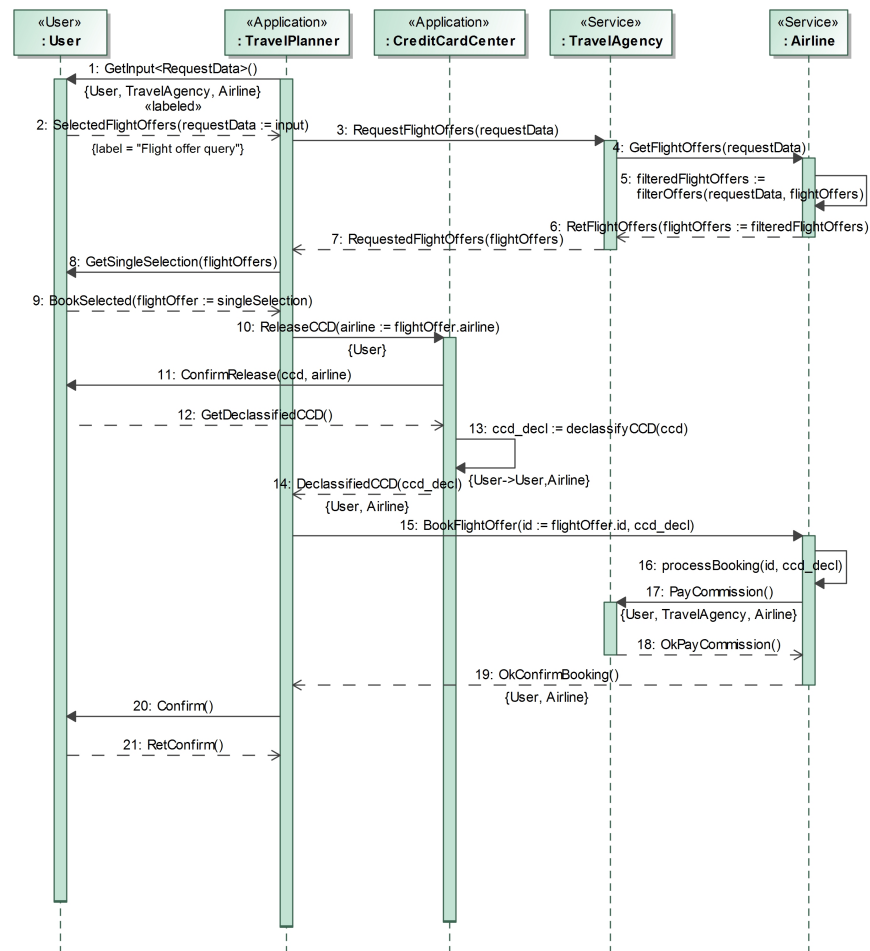 «User»
: User
«Application»
: TravelPlanner
«Application»
: CreditCardCenter
«Service»
: TravelAgency
«Service»
: Airline
1: GetInput<RequestData>()
{User, TravelAgency, Airline}
«labeled»
2: SelectedFlightOffers(requestData := input)
{label = "Flight offer query"}
3: RequestFlightOffers(requestData)
4: GetFlightOffers(requestData)
5: filteredFlightOffers :=
filterOffers(requestData, flightOffers)
6: RetFlightOffers(flightOffers := filteredFlightOffers)
7: RequestedFlightOffers(flightOffers)
8: GetSingleSelection(flightOffers)
9: BookSelected(flightOffer := singleSelection)
10: ReleaseCCD(airline := flightOffer.airline)
{User}
11: ConfirmRelease(ccd, airline)
12: GetDeclassifiedCCD()
13: ccd_decl := declassifyCCD(ccd)
{User->User,Airline}
14: DeclassifiedCCD(ccd_decl)
{User, Airline}
15: BookFlightOffer(id := flightOffer.id, ccd_decl)
16: processBooking(id, ccd_decl)
17: PayCommission()
{User, TravelAgency, Airline}
18: OkPayCommission()
19: OkConfirmBooking()
{User, Airline}
20: Confirm()
21: RetConfirm()